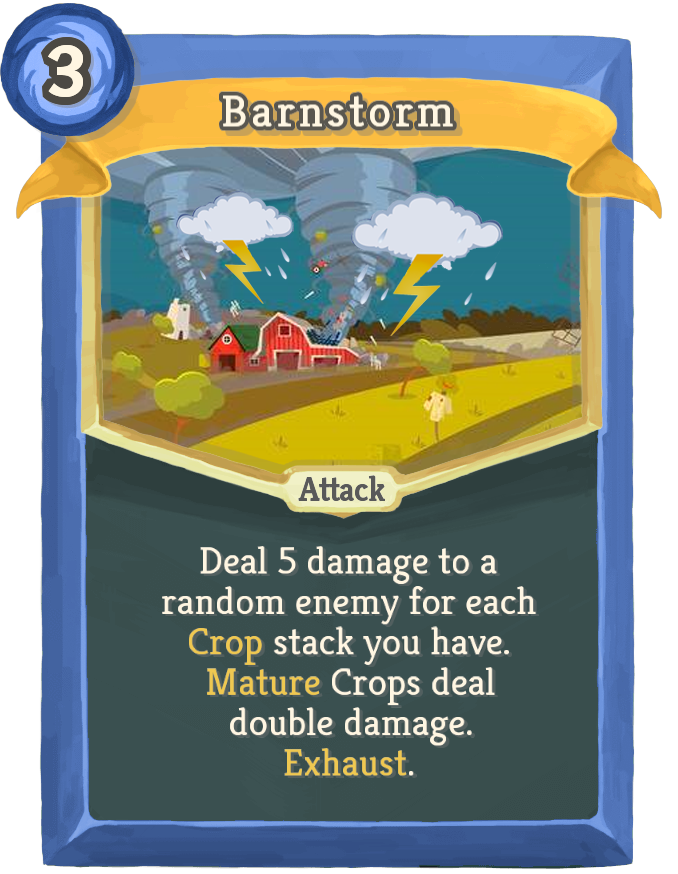 3
Barnstorm
Attack
Deal 5 damage to a
random enemy for each
Crop stack you have.
Mature Crops deal
double damage.
Exhaust.